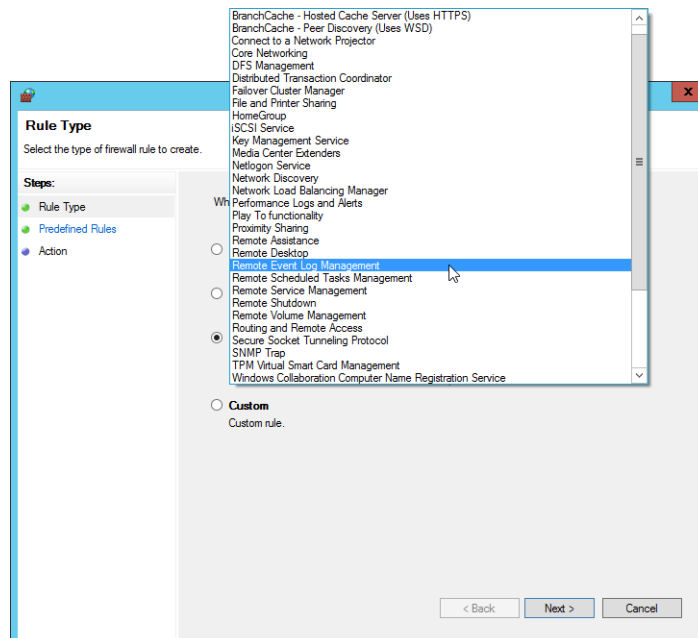 BranchCache - Hosted Cache Server (Uses HTTPS)
BranchCache - Peer Discovery (Uses WSD)
Connect to a Network Projector
Core Networking
DFS Management
Distributed Transaction Coordinator
Failover Cluster Manager
File and Printer Sharing
HomeGroup
iSCSI Service
Key Management Service
Media Center Extenders
Netlogon Service
Network Discovery
Network Load Balancing Manager
Performance Logs and Alerts
Play To functionality
Proximity Sharing
Remote Assistance
Remote Desktop
Remote Event Log Management
Remote Scheduled Tasks Management
Remote Service Management
Remote Shutdown
Remote Volume Management
Routing and Remote Access
Secure Socket Tunneling Protocol
SNMP Trap
TPM Virtual Smart Card Management
Windows Collaboration Computer Name Registration Service
x
Rule Type
Select the type of firewall rule to create.
Steps:
Rule Type
Predefined Rules
Action
Wh
Custom
Custom rule.
< Back Next > Cancel